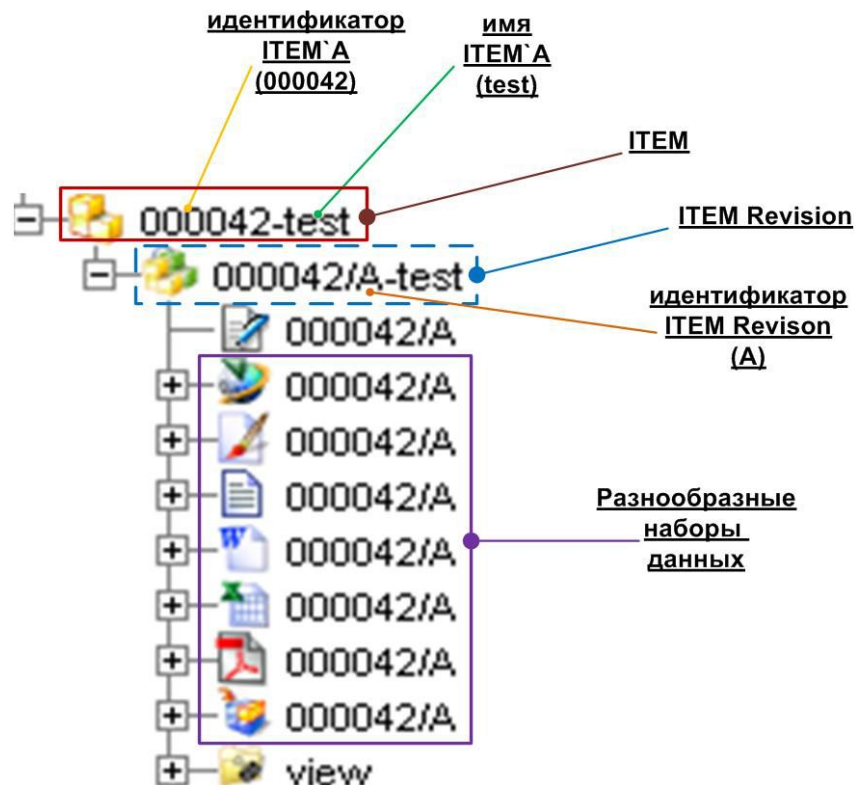 идентификатор
ITEM`A
(000042)
имя
ITEM`A
(test)
ITEM
000042-test
ITEM Revision
000042/A-test
идентификатор
ITEM Revison
(A)
000042/A
000042/A
000042/A
000042/A
000042/A
000042/A
000042/A
000042/A
Разнообразные
наборы
данных
view